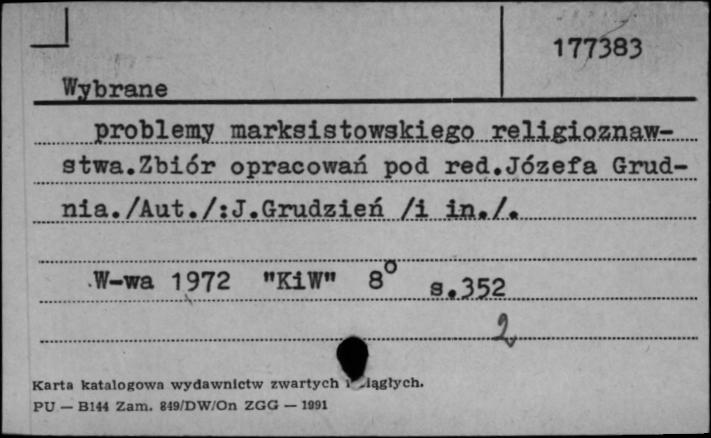 177383
Wybrane
problemy marksistowskiego religioznaw-
stwa.Zbiór opracowań pod red.Józefa Grud-
nia./Aut./:J.Grudzień /i in./.
W-wa 1972 "KiW" 8° s.352
2
Karta katalogowa wydawnictw zwartych i ciągłych.
PU — B144 Zam. 849/DW/On ZGG — 1991